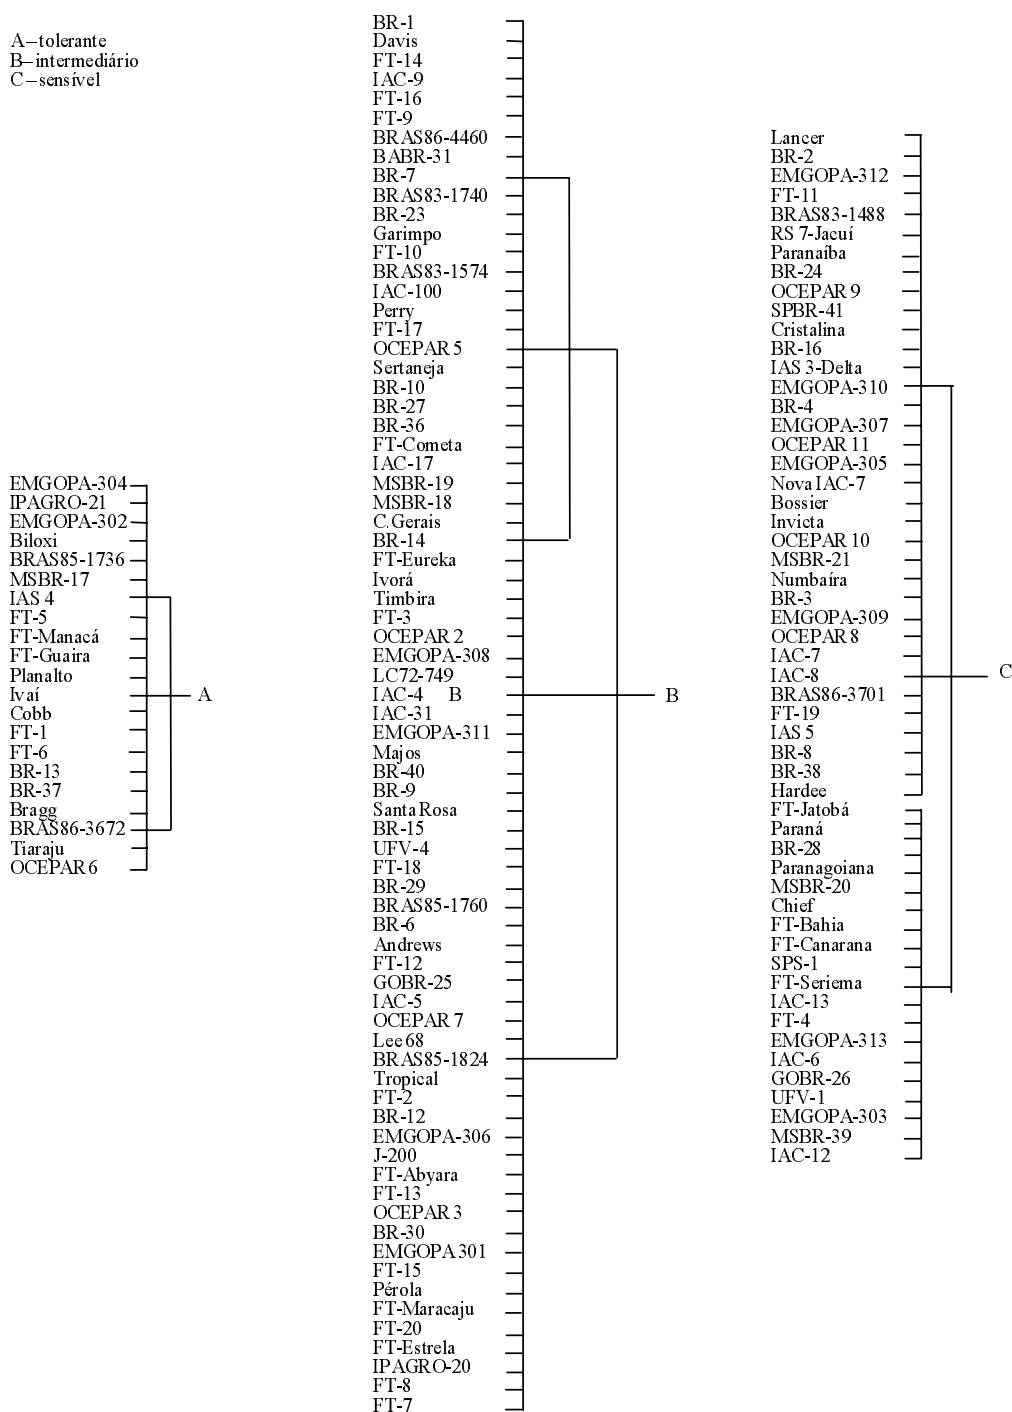 A–tolerante
B–intermediário
C–sensível
EMGOPA-304
IPAGRO-21
EMGOPA-302
Biloxi
BRAS85-1736
MSBR-17
IAS 4
FT-5
FT-Manacá
FT-Guaira
Planalto
Ivaí
A
Cobb
FT-1
FT-6
BR-13
BR-37
Bragg
BRAS86-3672
Tiaraju
OCEPAR 6
BR-1
Davis
FT-14
IAC-9
FT-16
FT-9
BRAS86-4460
BABR-31
BR-7
BRAS83-1740
BR-23
Garimpo
FT-10
BRAS83-1574
IAC-100
Perry
FT-17
OCEPAR 5
Sertaneja
BR-10
BR-27
BR-36
FT-Cometa
IAC-17
MSBR-19
MSBR-18
C.Gerais
BR-14
FT-Eureka
Ivorá
Timbira
FT-3
OCEPAR 2
EMGOPA-308
LC72-749
IAC-4 B
B
IAC-31
EMGOPA-311
Majos
BR-40
BR-9
Santa Rosa
BR-15
UFV-4
FT-18
BR-29
BRAS85-1760
BR-6
Andrews
FT-12
GOBR-25
IAC-5
OCEPAR 7
Lee 68
BRAS85-1824
Tropical
FT-2
BR-12
EMGOPA-306
J-200
FT-Abyara
FT-13
OCEPAR 3
BR-30
EMGOPA 301
FT-15
Pérola
FT-Maracaju
FT-20
FT-Estrela
IPAGRO-20
FT-8
FT-7
Lancer
BR-2
EMGOPA-312
FT-11
BRAS83-1488
RS 7-Jacuí
Paranaíba
BR-24
OCEPAR 9
SPBR-41
Cristalina
BR-16
IAS 3-Delta
EMGOPA-310
BR-4
EMGOPA-307
OCEPAR 11
EMGOPA-305
Nova IAC-7
Bossier
Invicta
OCEPAR 10
MSBR-21
Numbaíra
BR-3
EMGOPA-309
OCEPAR 8
IAC-7
IAC-8
C
BRAS86-3701
FT-19
IAS 5
BR-8
BR-38
Hardee
FT-Jatobá
Paraná
BR-28
Paranagoiana
MSBR-20
Chief
FT-Bahia
FT-Canarana
SPS-1
FT-Seriema
IAC-13
FT-4
EMGOPA-313
IAC-6
GOBR-26
UFV-1
EMGOPA-303
MSBR-39
IAC-12